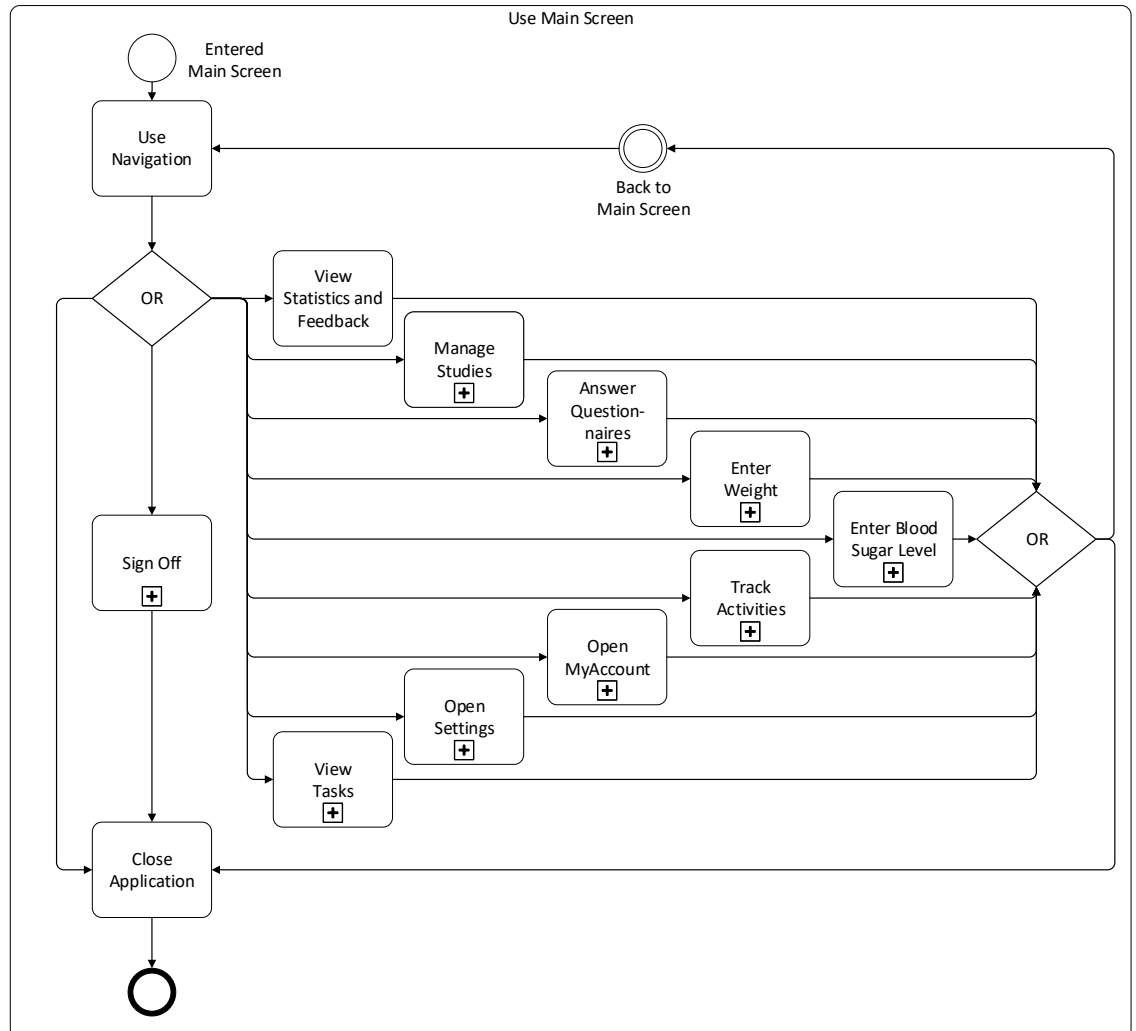 Use Main Screen
Entered
Main Screen
Use
Navigation
Back to
Main Screen
OR
View
Statistics and
Feedback
Manage
Studies
Answer
Question-
naires
Enter
Weight
Enter Blood
Sugar Level
OR
Sign Off
Track
Activities
Open
MyAccount
Open
Settings
View
Tasks
Close
Application